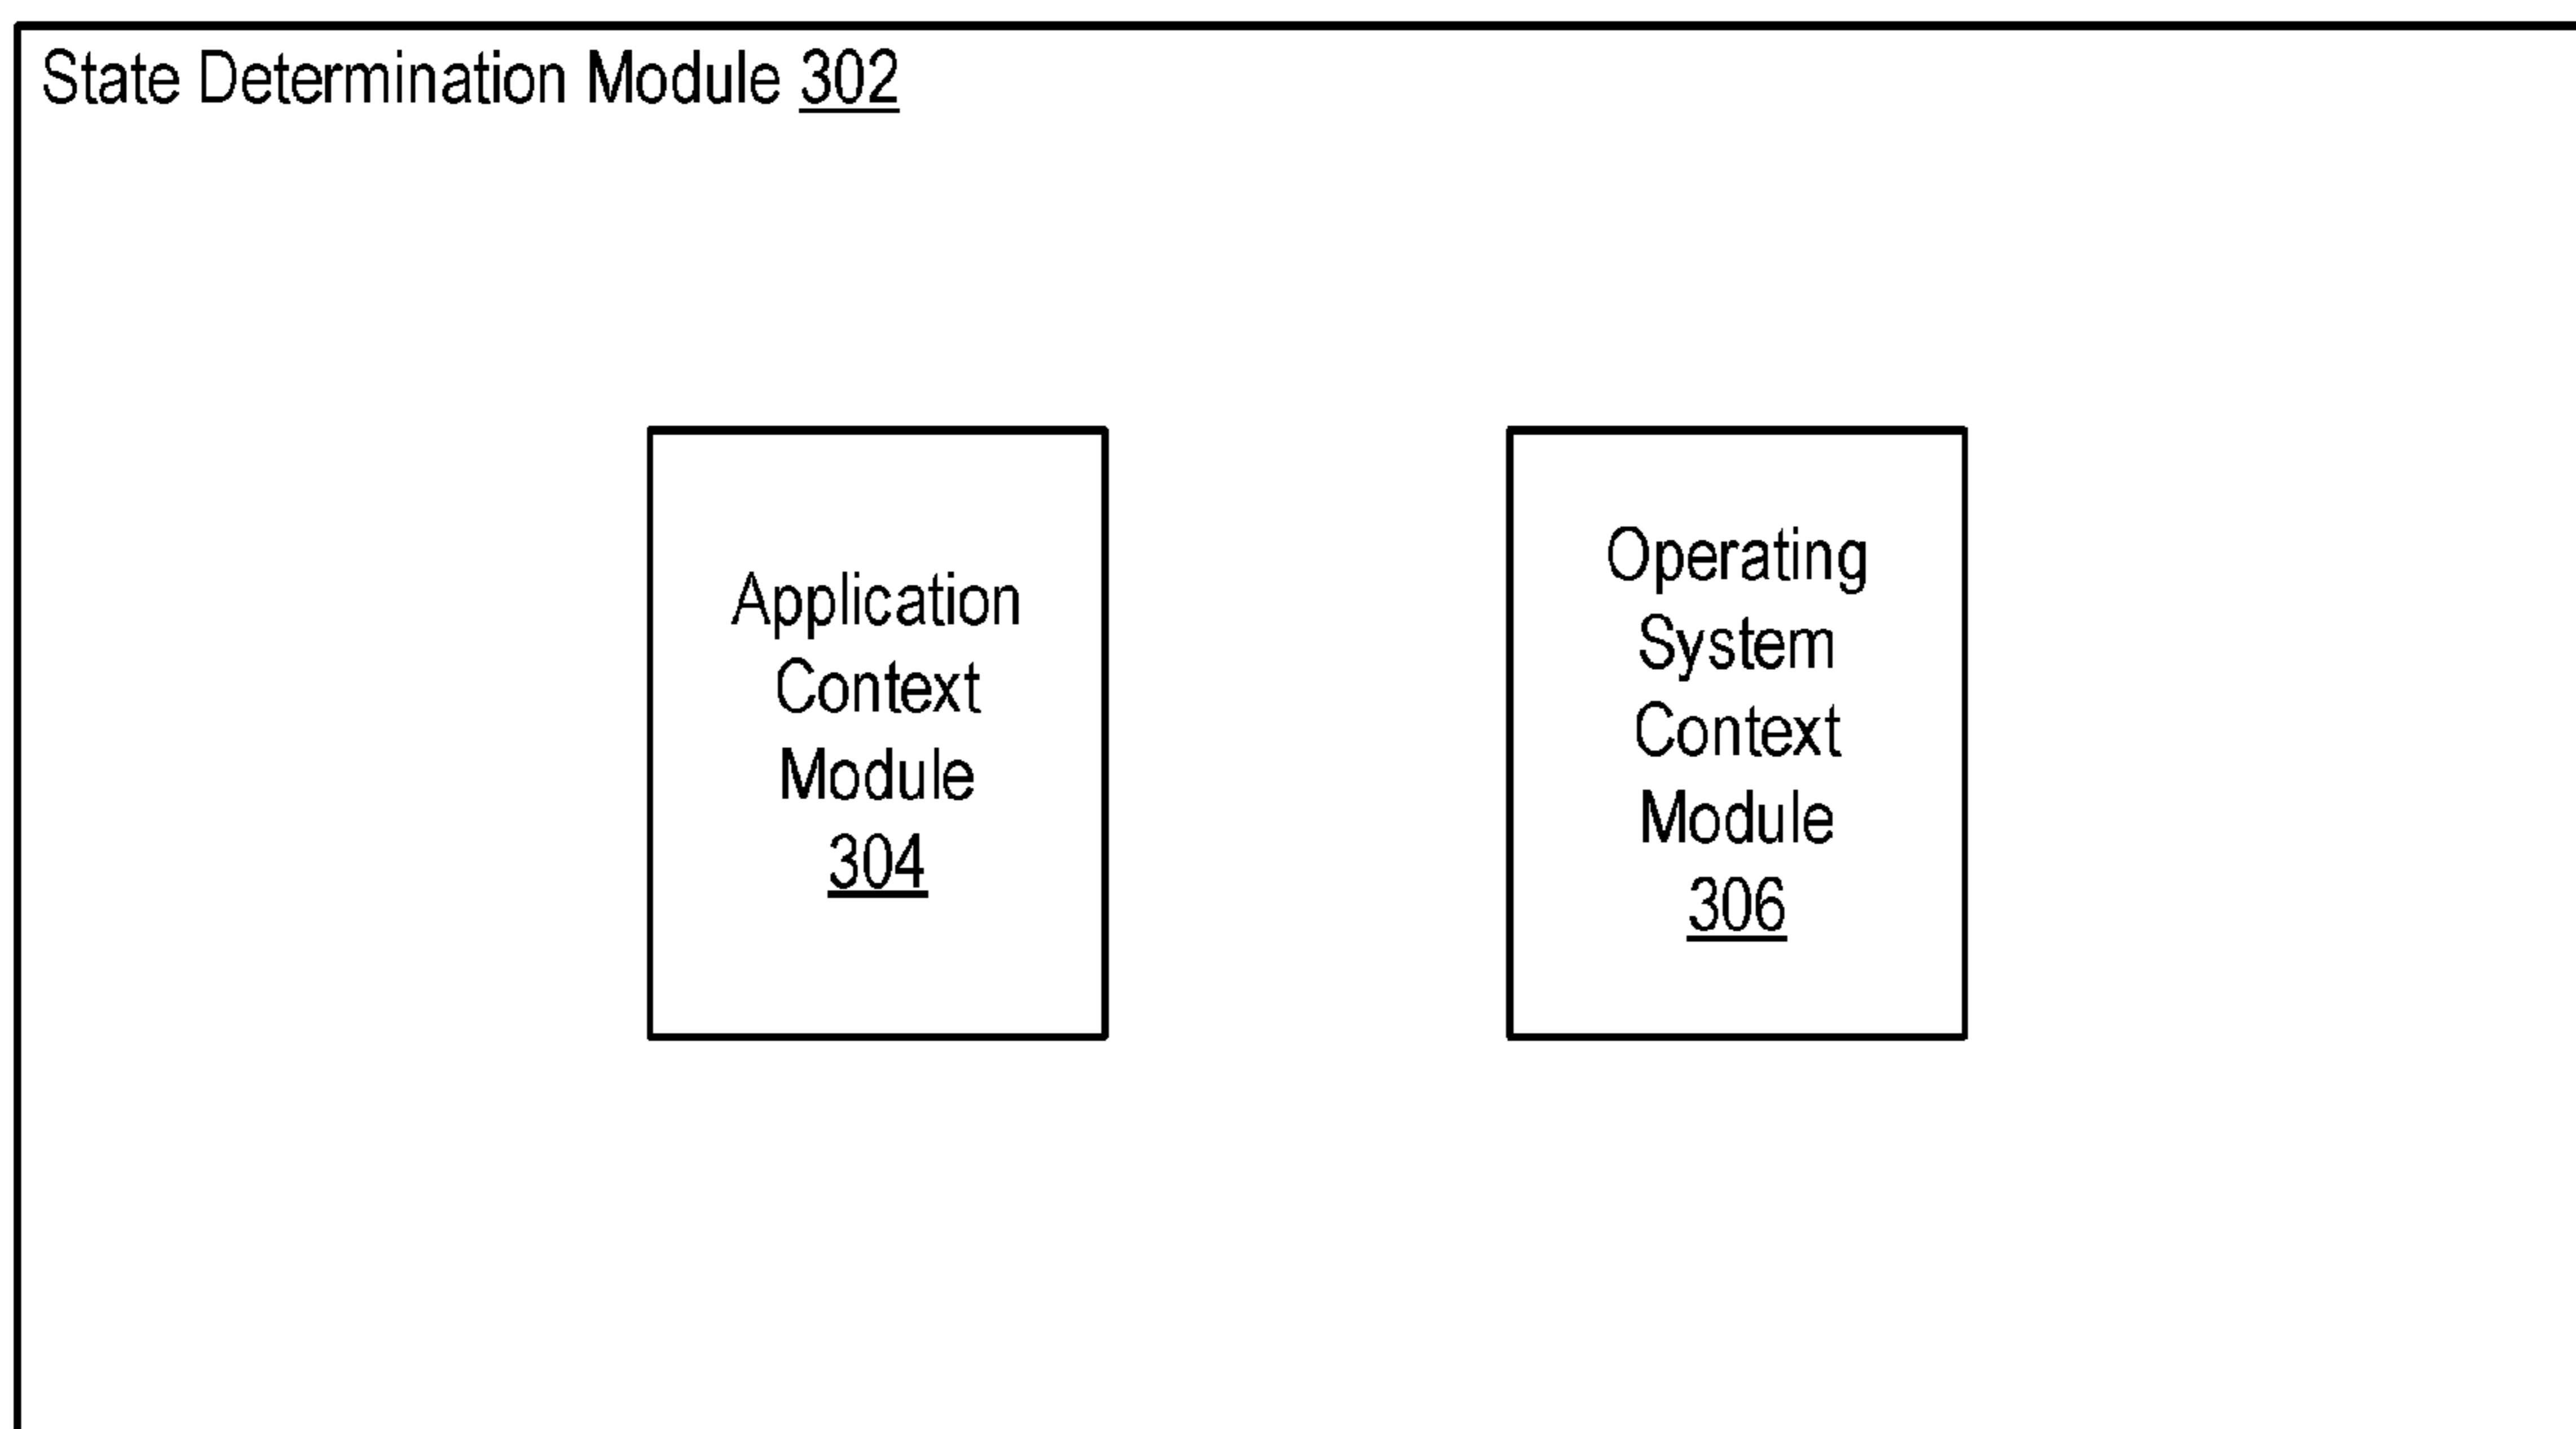 State Determination Module 302
Application
Context
Module
304
Operating
System
Context
Module
306